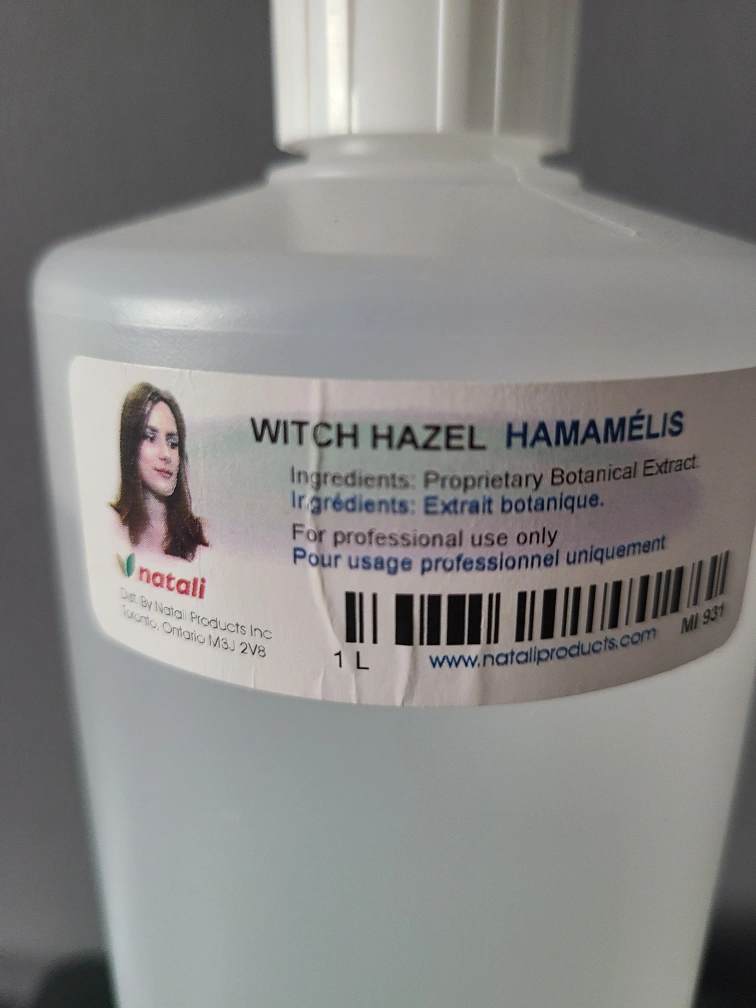 WITCH HAZEL HAMAMÉLIS
Ingredients: Proprietary Botanical Extract.
Ingrédients: Extrait botanique.
For professional use only
Pour usage professionnel uniquement
natali
Dist. By Natali Products Inc
Toronto, Ontario M3J 2V8
1 L
www.nataliproducts.com
MI 931